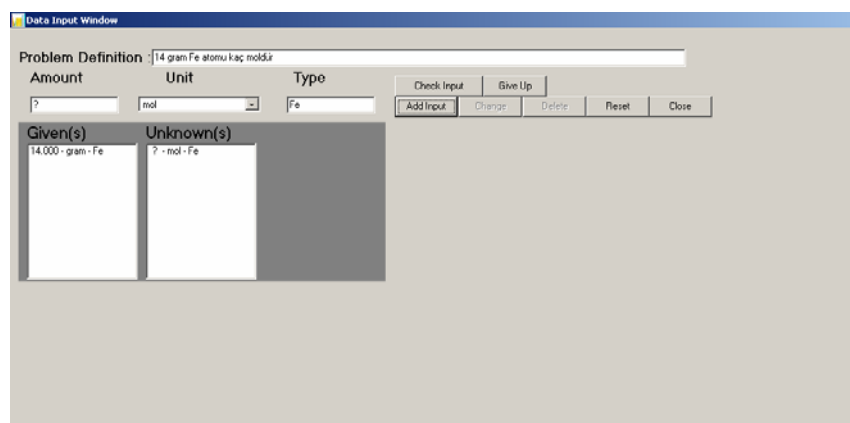 Data Input Window
Problem Definition : 14 gram Fe atomu kaç moldür
Amount Unit Type
Check Input Give Up
? mol Fe
Add Input Change Delete Reset Close
Given(s) Unknown(s)
14.000 - gram - Fe ? - mol - Fe